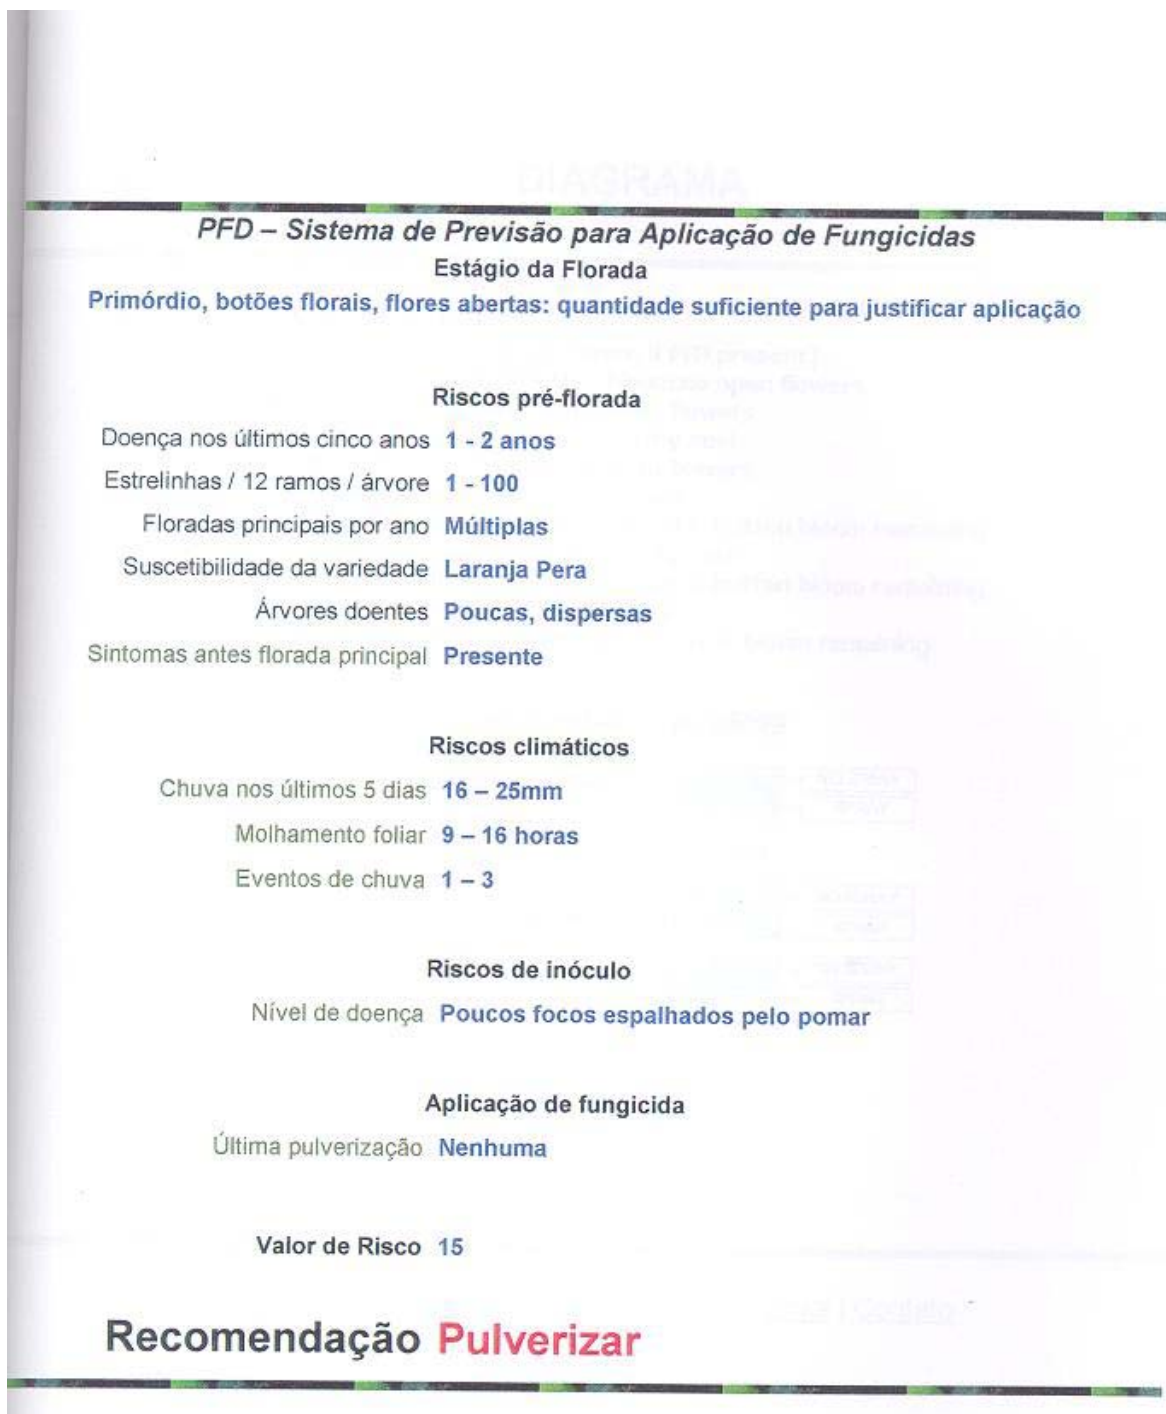 DIAGRAMA
PFD – Sistema de Previsão para Aplicação de Fungicidas
Estágio da Florada
Primórdio, botões florais, flores abertas: quantidade suficiente para justificar aplicação
Riscos pré-florada
Doença nos últimos cinco anos 1 - 2 anos
Estrelinhas / 12 ramos / árvore 1 - 100
Floradas principais por ano Múltiplas
Suscetibilidade da variedade Laranja Pera
Árvores doentes Poucas, dispersas
Sintomas antes florada principal Presente
Riscos climáticos
Chuva nos últimos 5 dias 16 – 25mm
Molhamento foliar 9 – 16 horas
Eventos de chuva 1 – 3
Riscos de inóculo
Nível de doença Poucos focos espalhados pelo pomar
Aplicação de fungicida
Última pulverização Nenhuma
Valor de Risco 15
Recomendação Pulverizar